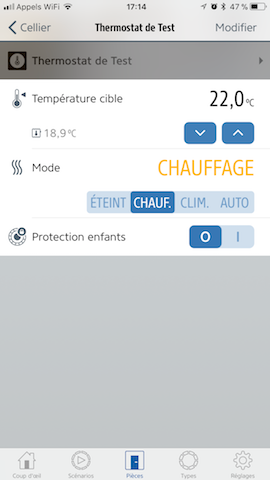 Appels WiFi 17:14 47 %
Cellier Thermostat de Test Modifier
Thermostat de Test
Température cible 22,0°C
18,9°C
Mode CHAUFFAGE
ÉTEINT CHAUF. CLIM. AUTO
Protection enfants O I
Coup d'œil Scénarios Pièces Types Réglages